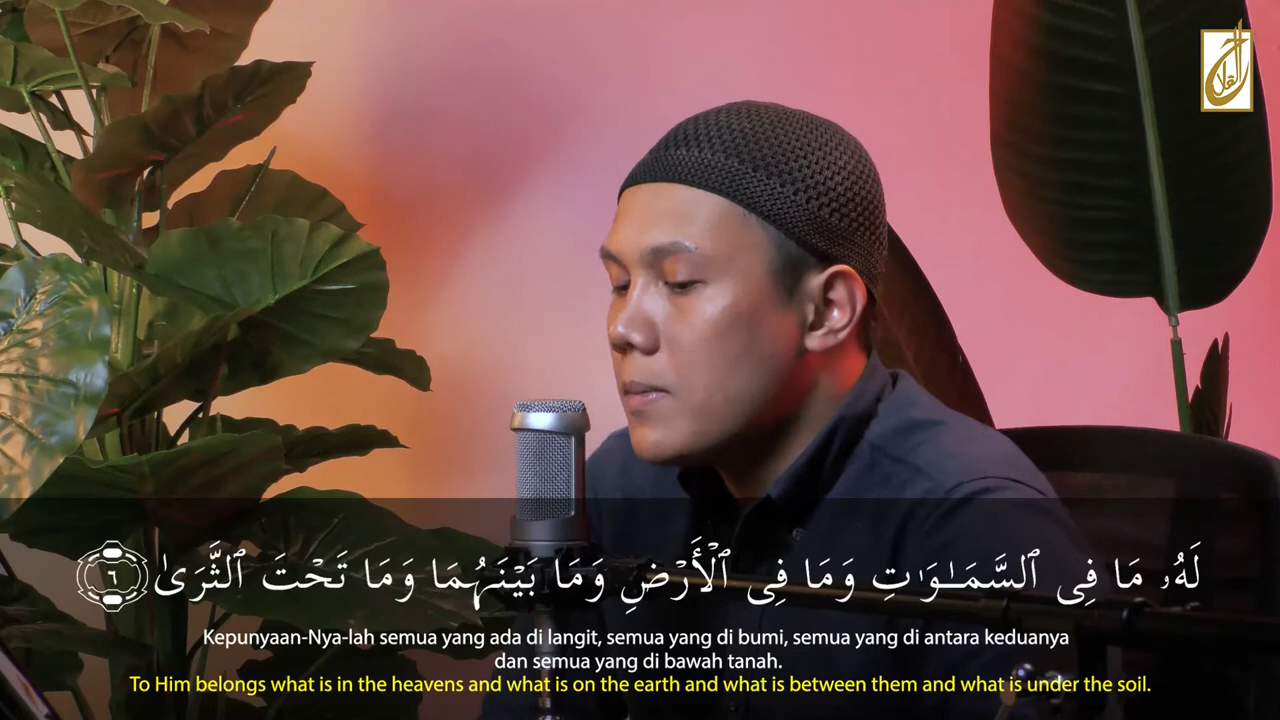 لَهُۥ مَا فِى ٱلسَّمَـٰوَٰتِ وَمَا فِى ٱلْأَرْضِ وَمَا بَيْنَهُمَا وَمَا تَحْتَ ٱلثَّرَىٰ ٦
Kepunyaan-Nya-lah semua yang ada di langit, semua yang di bumi, semua yang di antara keduanya
dan semua yang di bawah tanah.
To Him belongs what is in the heavens and what is on the earth and what is between them and what is under the soil.